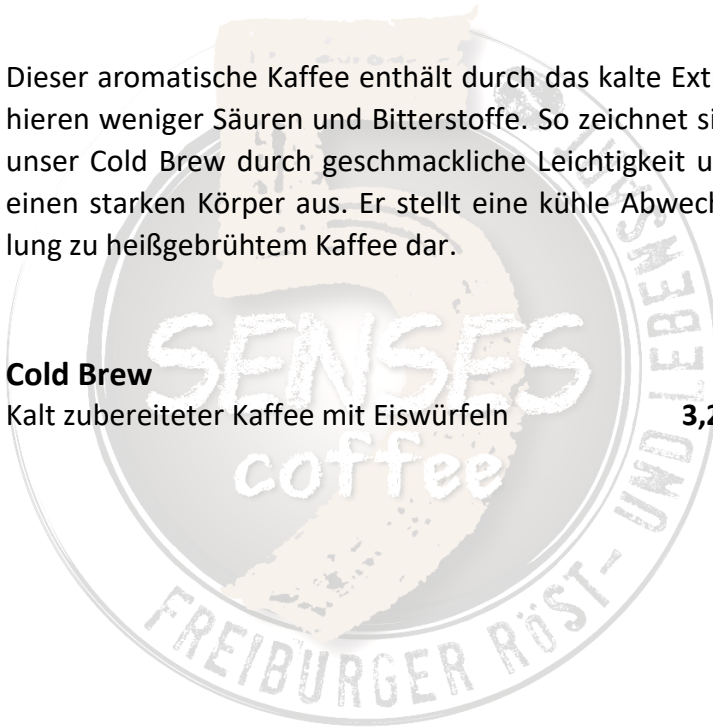 Dieser aromatische Kaffee enthält durch das kalte Ext
hieren weniger Säuren und Bitterstoffe. So zeichnet si
unser Cold Brew durch geschmackliche Leichtigkeit u
einen starken Körper aus. Er stellt eine kühle Abwech
lung zu heißgebrühtem Kaffee dar.
Cold Brew
Kalt zubereiteter Kaffee mit Eiswürfeln 3,2
5
SENSES
coffee
FREIBURGER RÖST- UND LEBENSKUNST